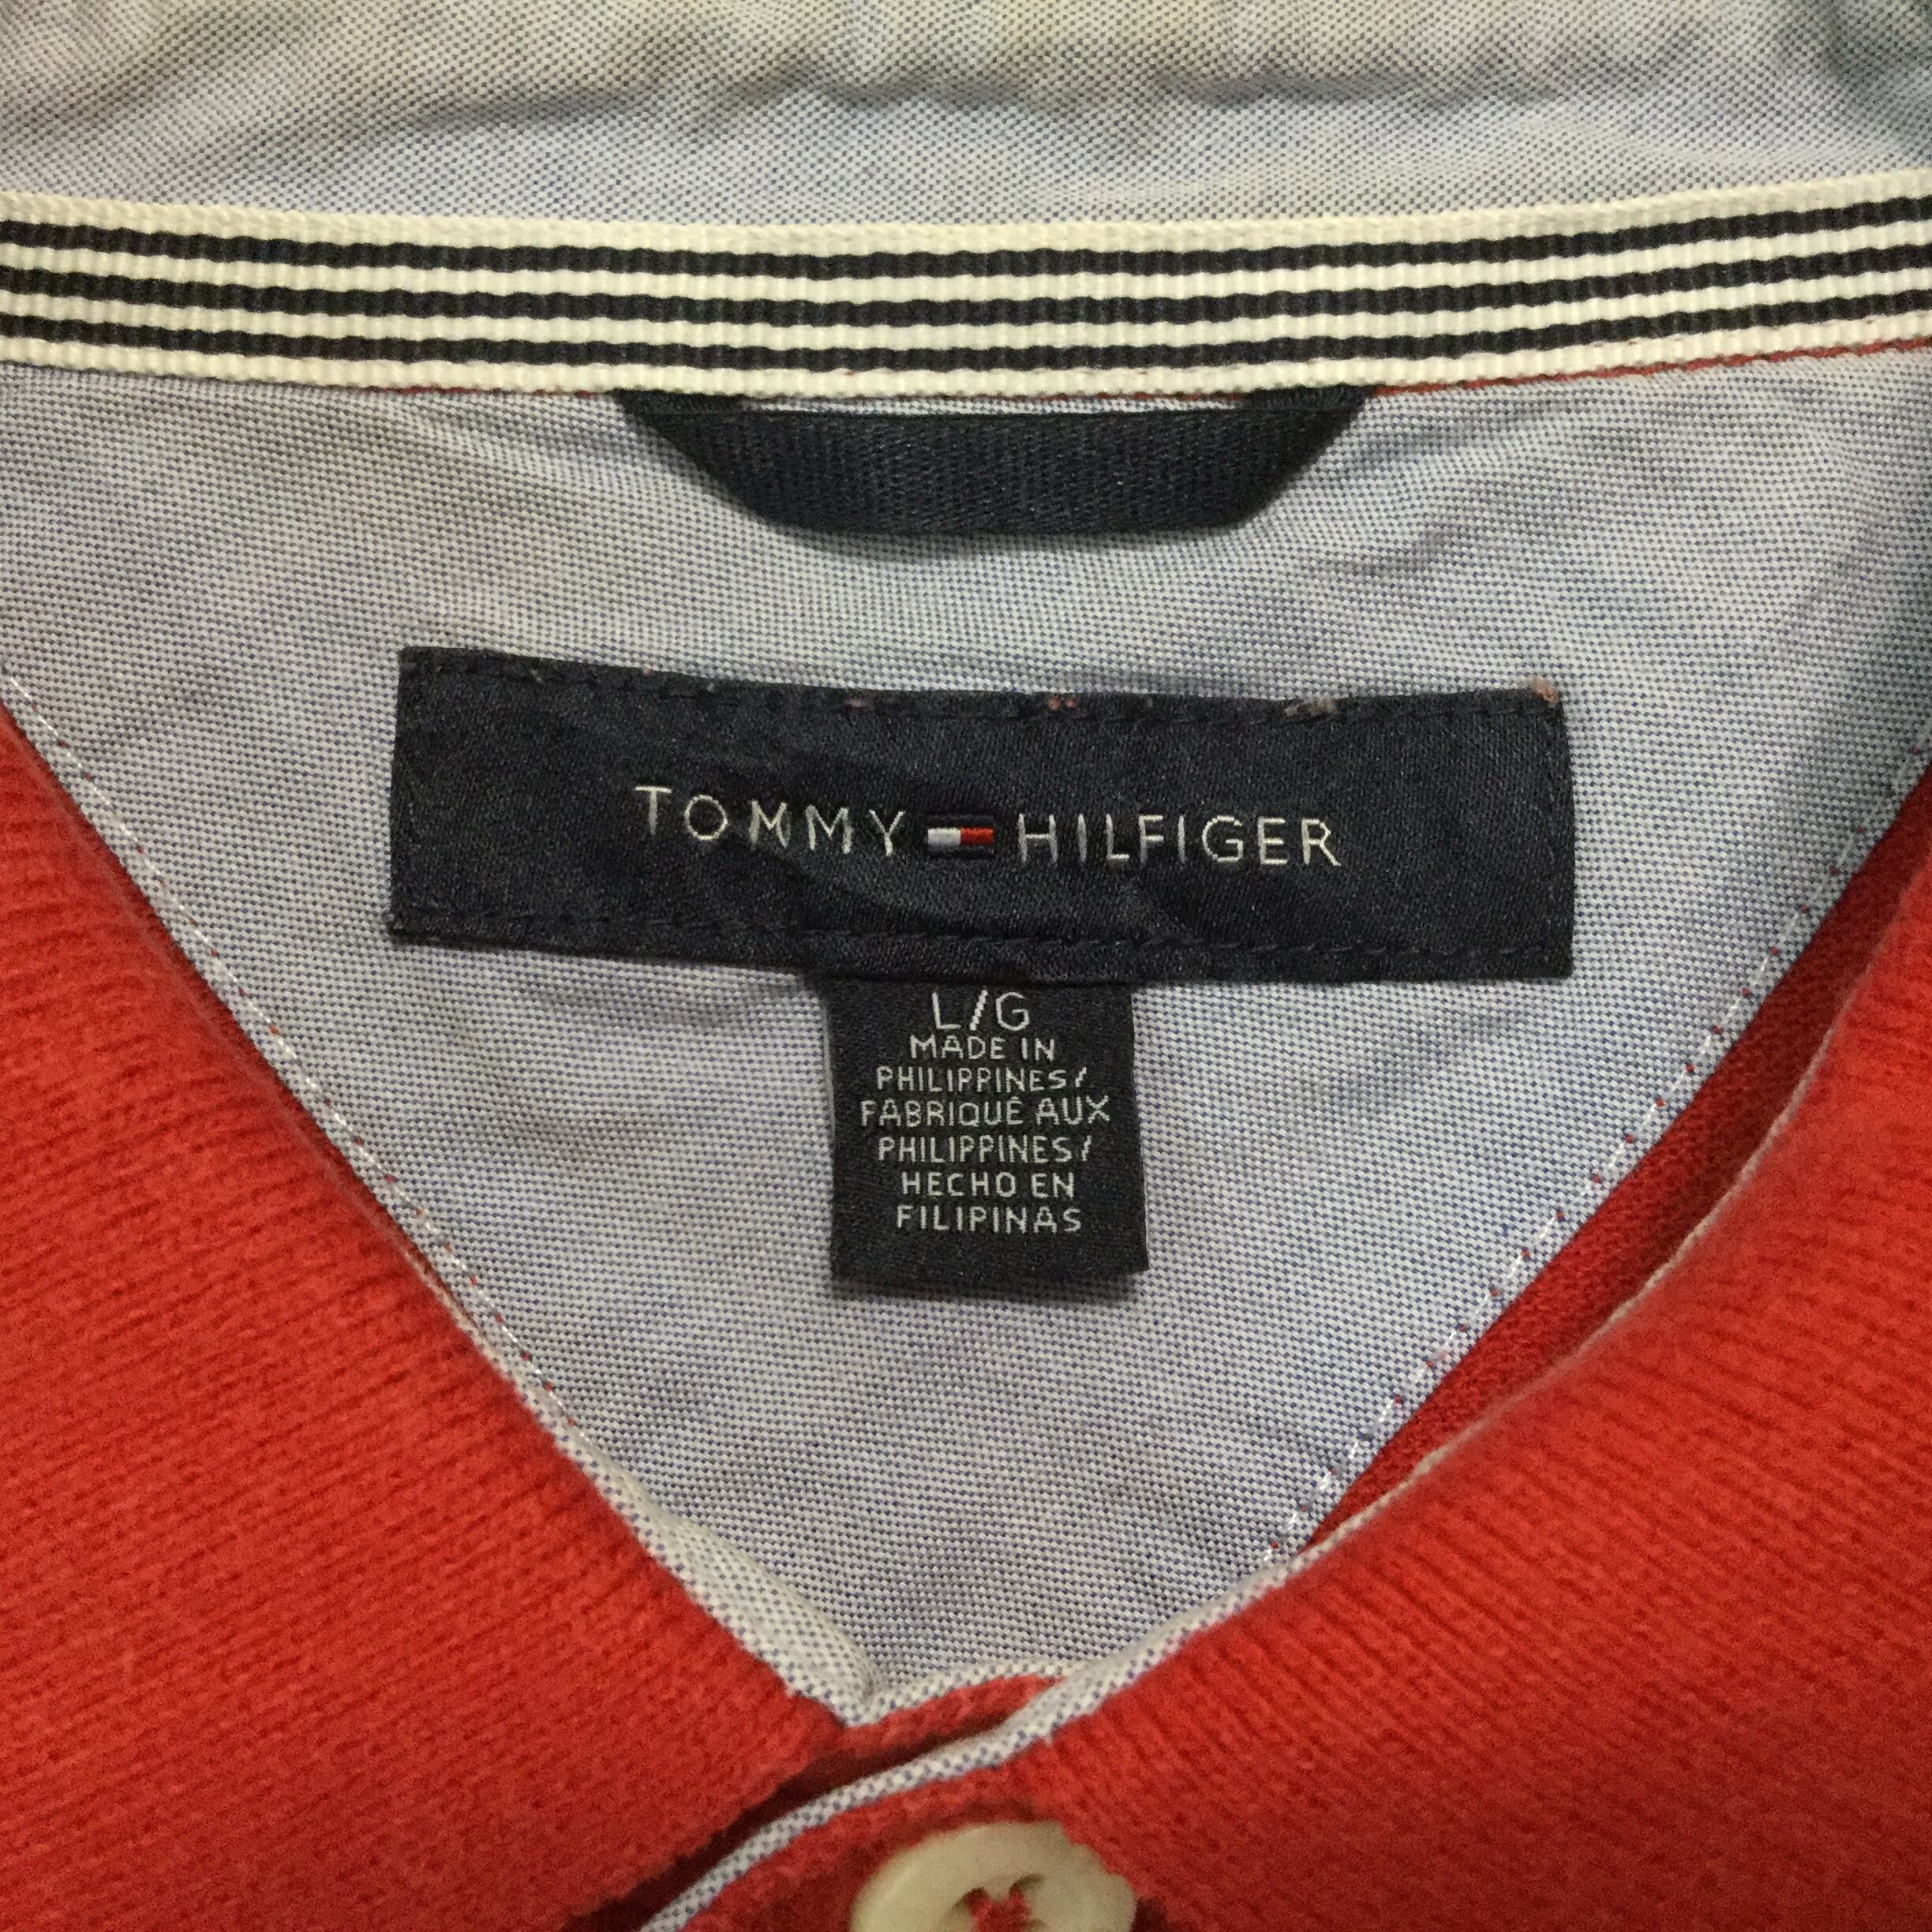 TOMMY HILFIGER
L/G
MADE IN
PHILIPPINES/
FABRIQUÉ AUX
PHILIPPINES/
HECHO EN
FILIPINAS